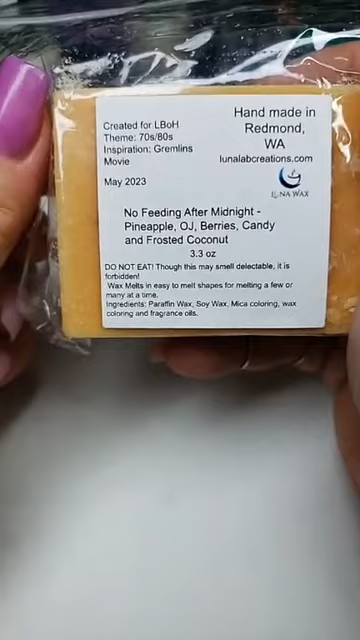 Created for LBoH
Theme: 70s/80s
Inspiration: Gremlins
Movie
May 2023
Hand made in
Redmond,
WA
lunalabcreations.com
LUNA WAX
No Feeding After Midnight -
Pineapple, OJ, Berries, Candy
and Frosted Coconut
3.3 oz
DO NOT EAT! Though this may smell delectable, it is
forbidden!
Wax Melts in easy to melt shapes for melting a few or
many at a time.
Ingredients: Paraffin Wax, Soy Wax, Mica coloring, wax
coloring and fragrance oils.